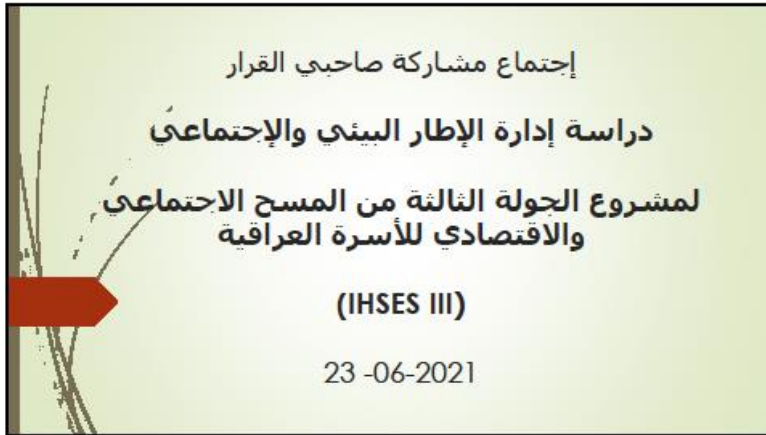 إجتماع مشاركة صاحبي القرار
دراسة إدارة الإطار البيئي والإجتماعي
لمشروع الجولة الثالثة من المسح الاجتماعي
والاقتصادي للأسرة العراقية
(IHSES III)
23 -06-2021